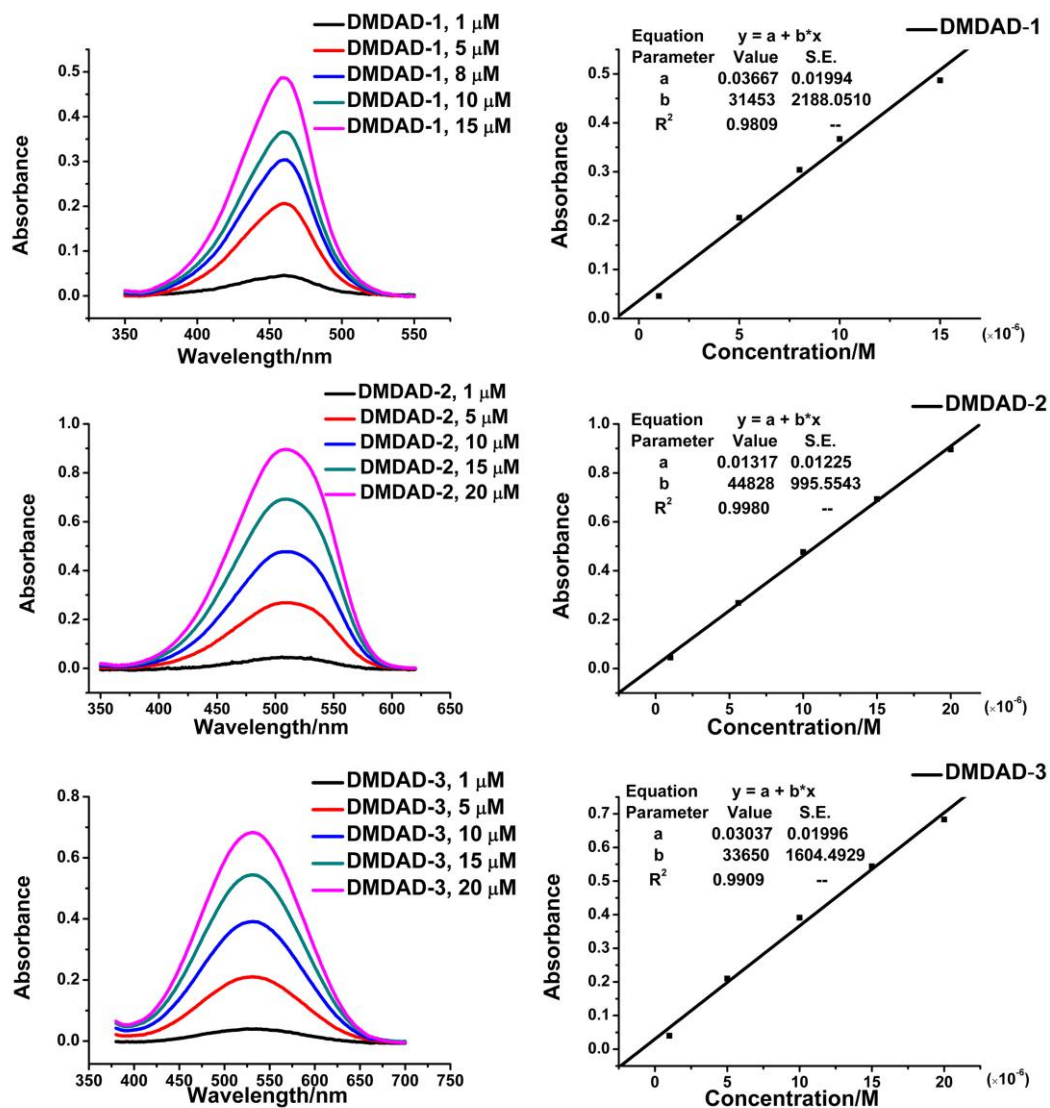 DMDAD-1, 1 μM
DMDAD-1, 5 μM
DMDAD-1, 8 μM
DMDAD-1, 10 μM
DMDAD-1, 15 μM
0.5
0.4
0.3
0.2
0.1
0.0
Absorbance
350 400 450 500 550
Wavelength/nm
DMDAD-1
Equation y = a + b*x
Parameter Value S.E.
a 0.03667 0.01994
b 31453 2188.0510
R² 0.9809 --
0.5
0.4
0.3
0.2
0.1
0.0
Absorbance
0 5 10 15 (×10⁻⁶)
Concentration/M
DMDAD-2, 1 μM
DMDAD-2, 5 μM
DMDAD-2, 10 μM
DMDAD-2, 15 μM
DMDAD-2, 20 μM
1.0
0.8
0.6
0.4
0.2
0.0
Absorbance
350 400 450 500 550 600 650
Wavelength/nm
DMDAD-2
Equation y = a + b*x
Parameter Value S.E.
a 0.01317 0.01225
b 44828 995.5543
R² 0.9980 --
1.0
0.8
0.6
0.4
0.2
0.0
Absorbance
0 5 10 15 20 (×10⁻⁶)
Concentration/M
DMDAD-3, 1 μM
DMDAD-3, 5 μM
DMDAD-3, 10 μM
DMDAD-3, 15 μM
DMDAD-3, 20 μM
0.8
0.6
0.4
0.2
0.0
Absorbance
350 400 450 500 550 600 650 700 750
Wavelength/nm
DMDAD-3
Equation y = a + b*x
Parameter Value S.E.
a 0.03037 0.01996
b 33650 1604.4929
R² 0.9909 --
0.7
0.6
0.5
0.4
0.3
0.2
0.1
0.0
Absorbance
0 5 10 15 20 (×10⁻⁶)
Concentration/M